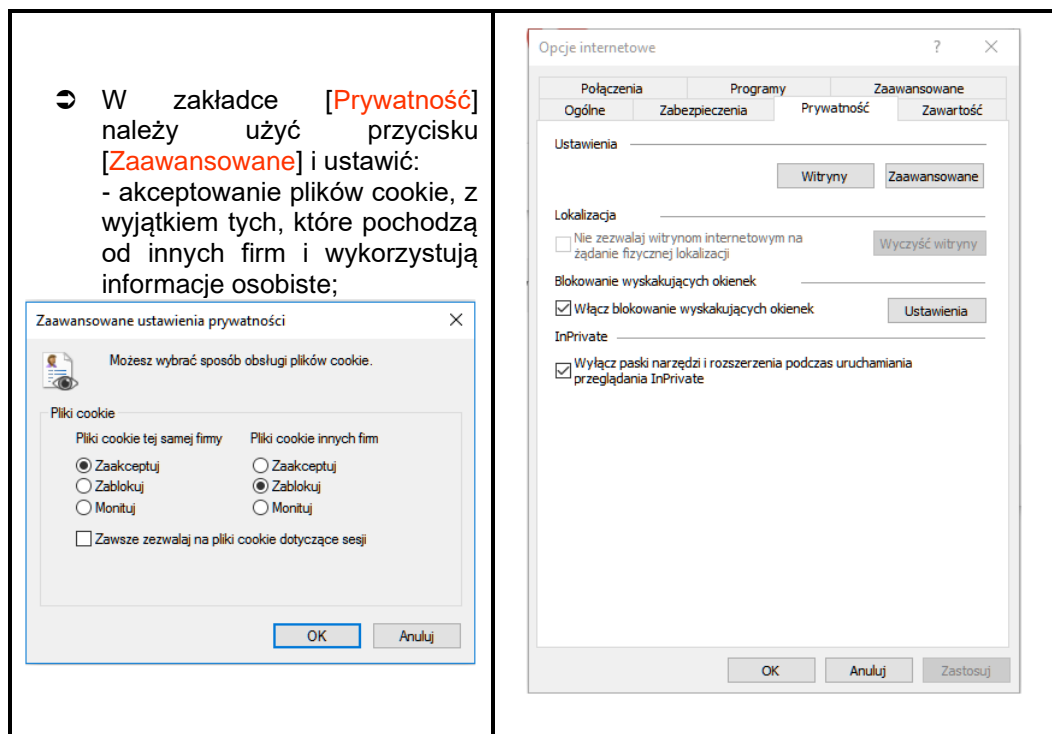 ➲ W zakładce [Prywatność]
należy użyć przycisku
[Zaawansowane] i ustawić:
- akceptowanie plików cookie, z
wyjątkiem tych, które pochodzą
od innych firm i wykorzystują
informacje osobiste;
Zaawansowane ustawienia prywatności
Możesz wybrać sposób obsługi plików cookie.
Pliki cookie
Pliki cookie tej samej firmy Pliki cookie innych firm
Zaakceptuj Zaakceptuj
Zablokuj Zablokuj
Monituj Monituj
Zawsze zezwalaj na pliki cookie dotyczące sesji
OK Anuluj
Opcje internetowe ?
Połączenia Programy Zaawansowane
Ogólne Zabezpieczenia Prywatność Zawartość
Ustawienia
Witryny Zaawansowane
Lokalizacja
Nie zezwalaj witrynom internetowym na
żądanie fizycznej lokalizacji
Wyczyść witryny
Blokowanie wyskakujących okienek
Włącz blokowanie wyskakujących okienek Ustawienia
InPrivate
Wyłącz paski narzędzi i rozszerzenia podczas uruchamiania
przeglądania InPrivate
OK Anuluj Zastosuj